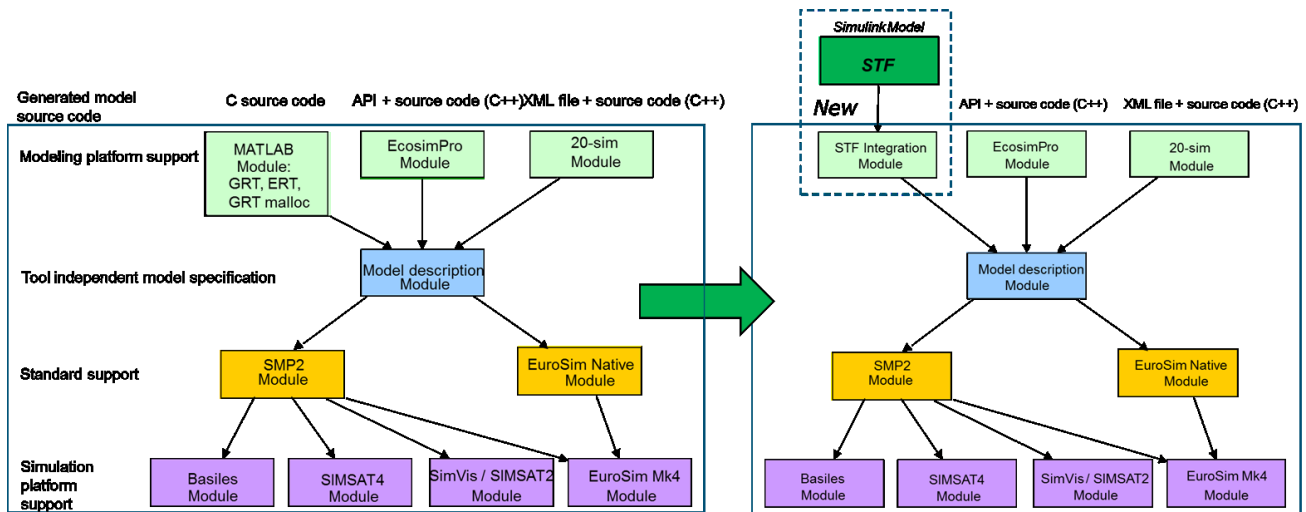 Simulink Model
STF
New
Generated model
source code
C source code
API + source code (C++)
XML file + source code (C++)
API + source code (C++)
XML file + source code (C++)
Modeling platform support
MATLAB
Module:
GRT, ERT,
GRT malloc
EcosimPro
Module
20-sim
Module
STF Integration
Module
EcosimPro
Module
20-sim
Module
Tool independent model specification
Model description
Module
Model description
Module
Standard support
SMP2
Module
EuroSim Native
Module
SMP2
Module
EuroSim Native
Module
Simulation
platform
support
Basiles
Module
SIMSAT4
Module
SimVis / SIMSAT2
Module
EuroSim Mk4
Module
Basiles
Module
SIMSAT4
Module
SimVis / SIMSAT2
Module
EuroSim Mk4
Module